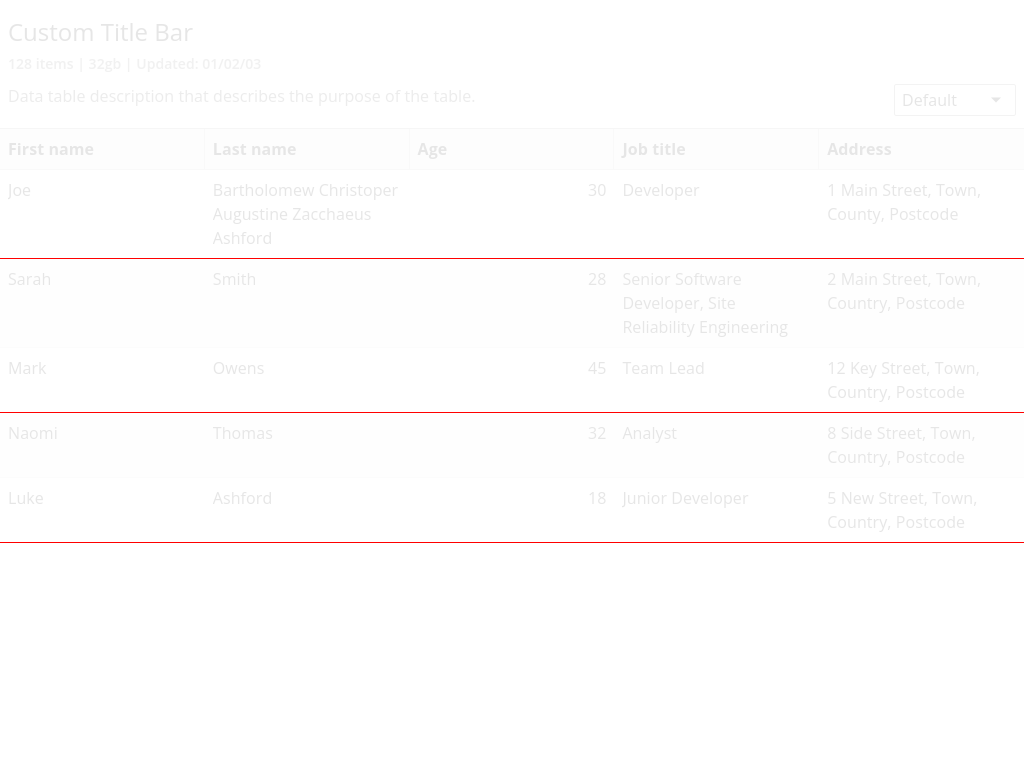 Custom Title Bar
128 items | 32gb | Updated: 01/02/03
Data table description that describes the purpose of the table.
Default
First name Last name Age Job title Address
Joe Bartholomew Christoper 30 Developer 1 Main Street, Town,
Augustine Zacchaeus County, Postcode
Ashford
Sarah Smith 28 Senior Software 2 Main Street, Town,
Developer, Site Country, Postcode
Reliability Engineering
Mark Owens 45 Team Lead 12 Key Street, Town,
Country, Postcode
Naomi Thomas 32 Analyst 8 Side Street, Town,
Country, Postcode
Luke Ashford 18 Junior Developer 5 New Street, Town,
Country, Postcode